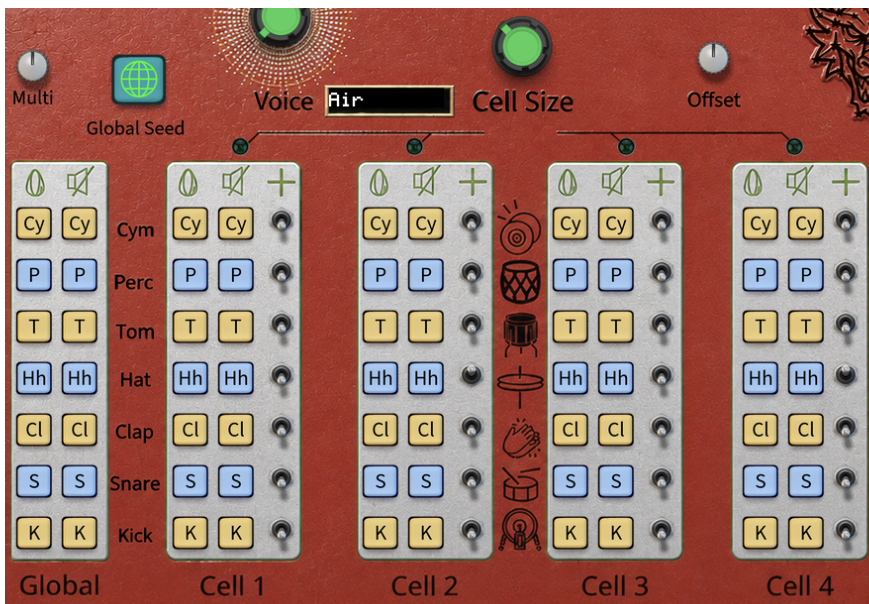 Multi
Global Seed
Voice Air Cell Size
Offset
Cy Cy Cym Cy Cy Cy Cy Cy Cy Cy Cy
P P Perc P P P P P P P P
T T Tom T T T T T T T T
Hh Hh Hat Hh Hh Hh Hh Hh Hh Hh Hh
Cl Cl Clap Cl Cl Cl Cl Cl Cl Cl Cl
S S Snare S S S S S S S S
K K Kick K K K K K K K K
Global Cell 1 Cell 2 Cell 3 Cell 4